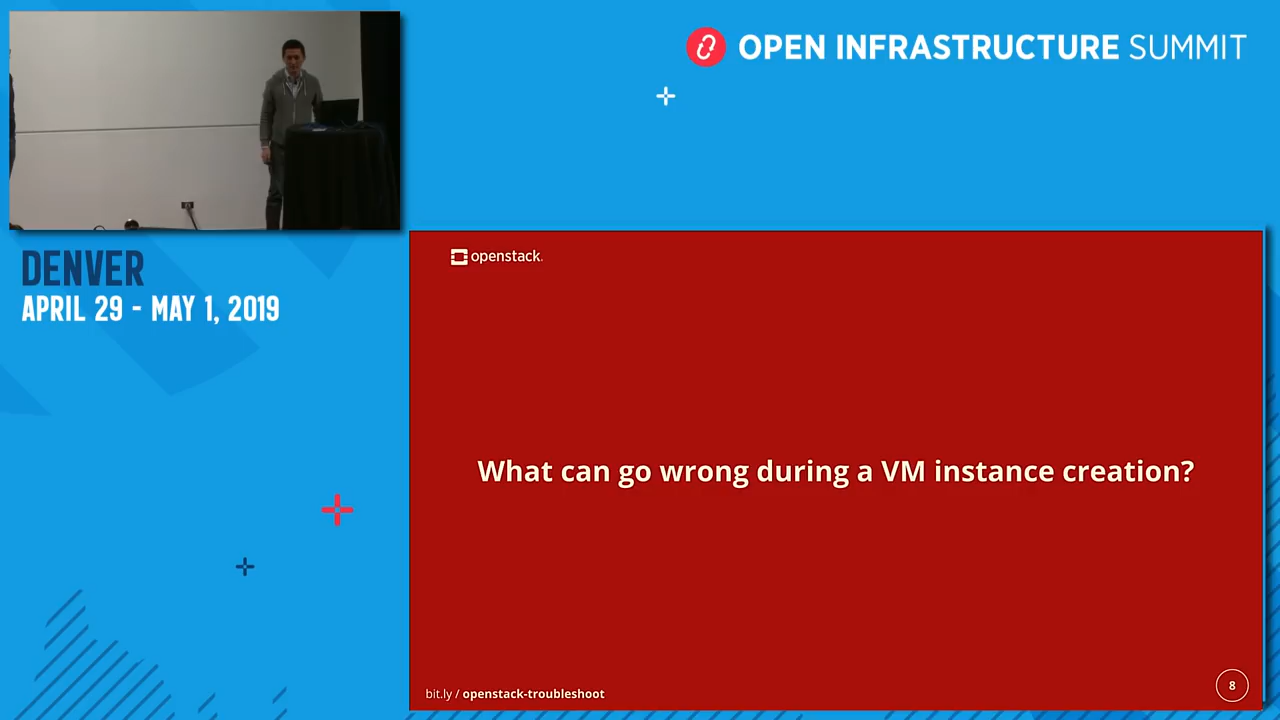 OPEN INFRASTRUCTURE SUMMIT
DENVER
APRIL 29 - MAY 1, 2019
openstack.
What can go wrong during a VM instance creation?
bit.ly / openstack-troubleshoot
8